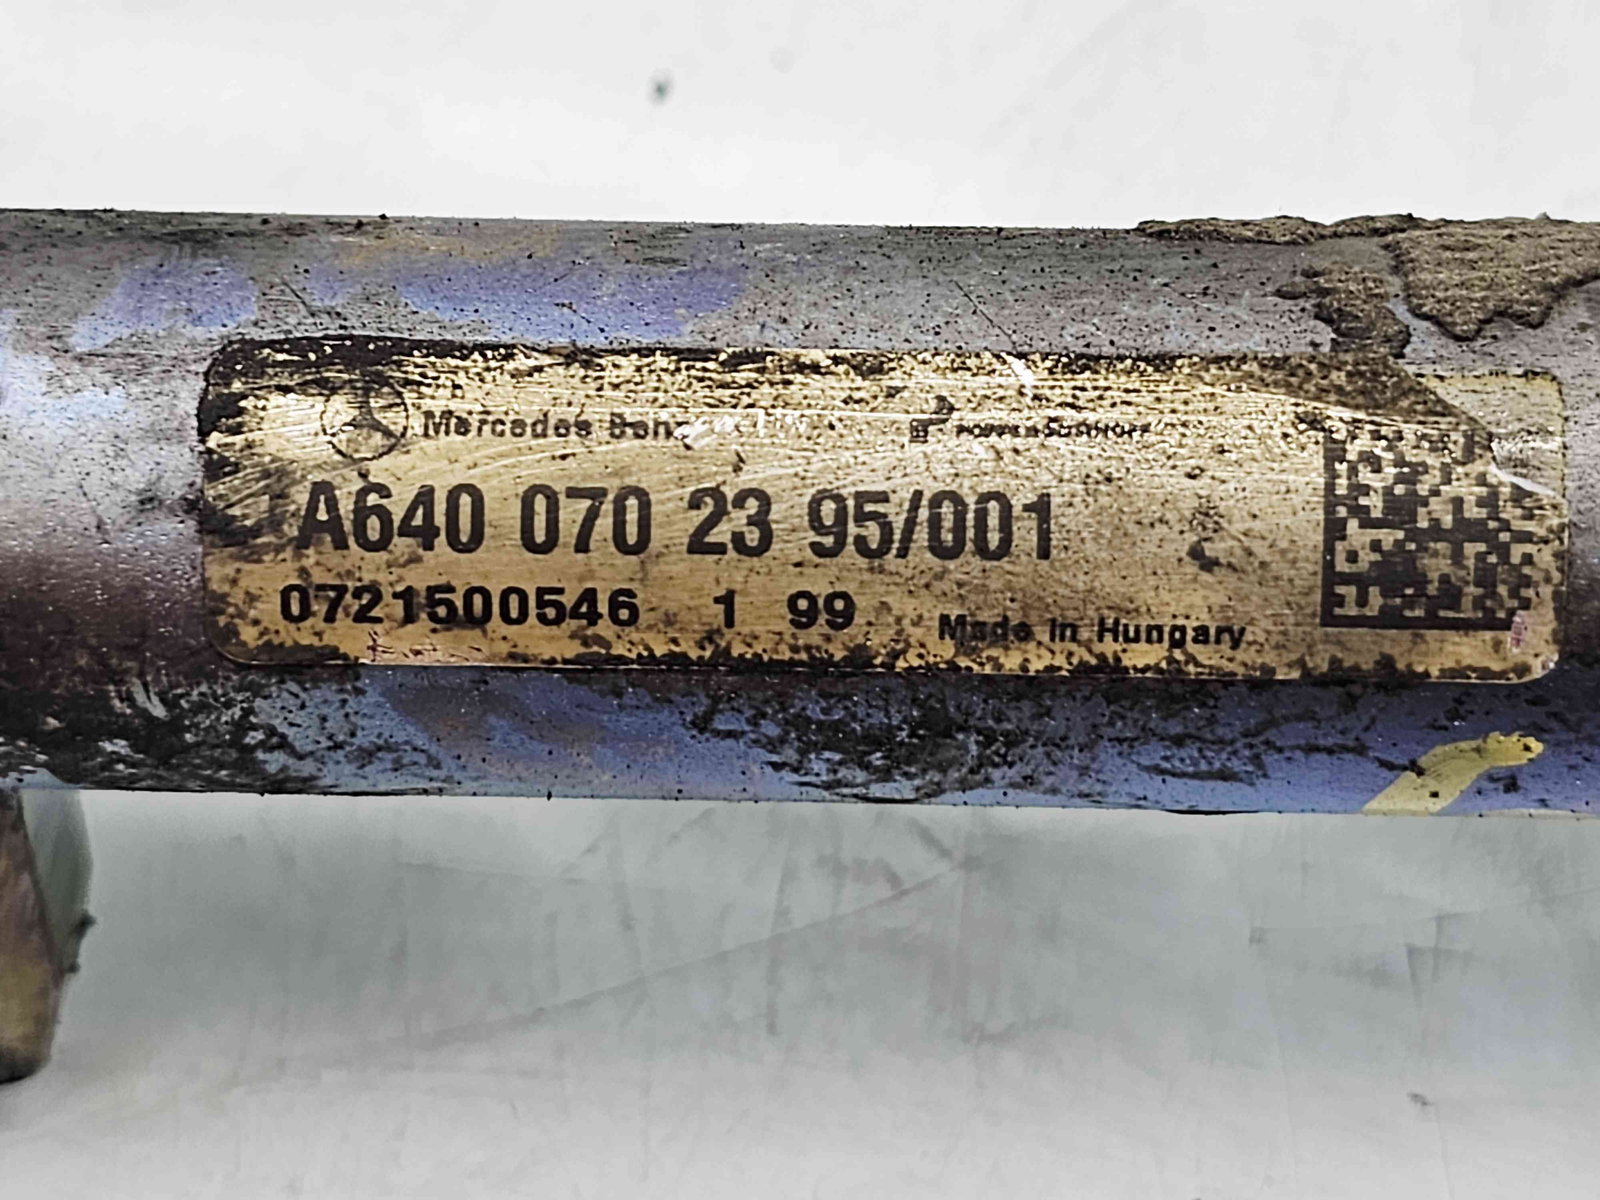 Mercedes Benz
A640 070 23 95/001
0721500546 1 99
Made in Hungary